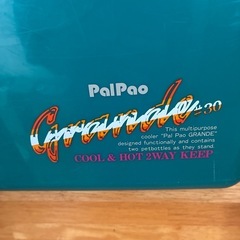 PalPao
Grande-30
This multipurpose
cooler "Pal Pao GRANDE"
designed functionally and contains
two petbottles as they stand.
COOL & HOT 2WAY KEEP